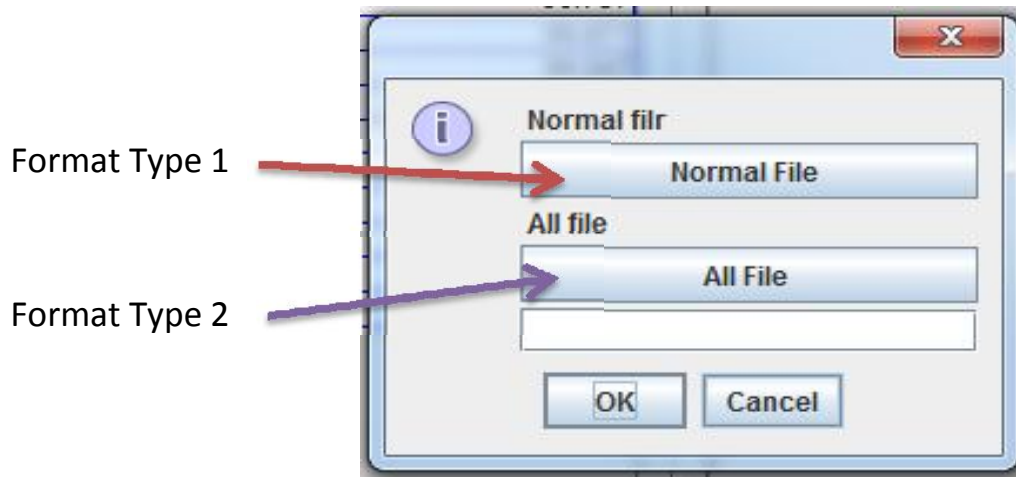 Normal filr
Format Type 1
Normal File
All file
All File
Format Type 2
OK
Cancel